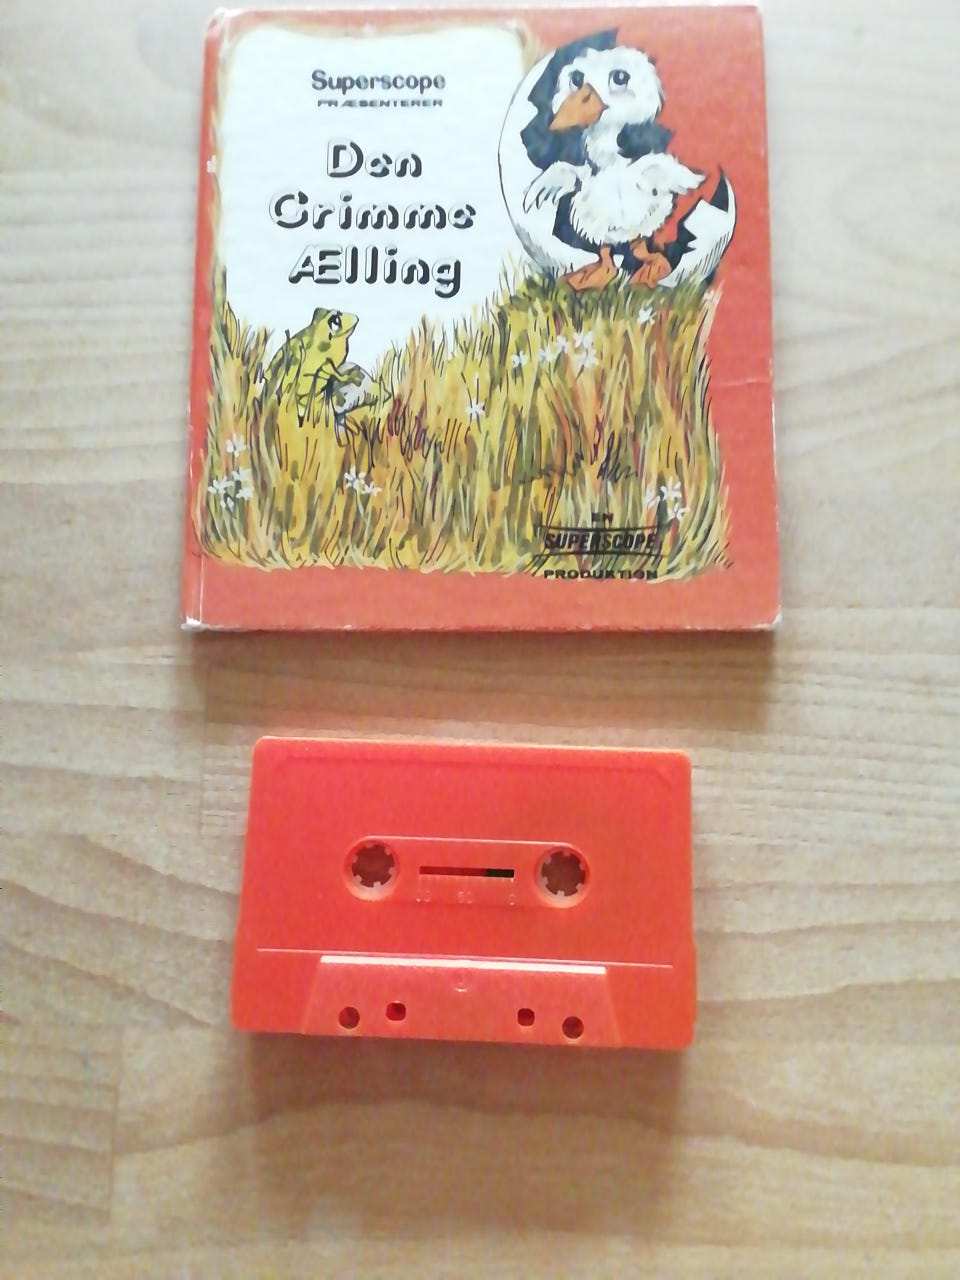 Superscope
PRÆSENTERER
Den
Grimme
Ælling
EN
SUPERSCOPE
PRODUKTION